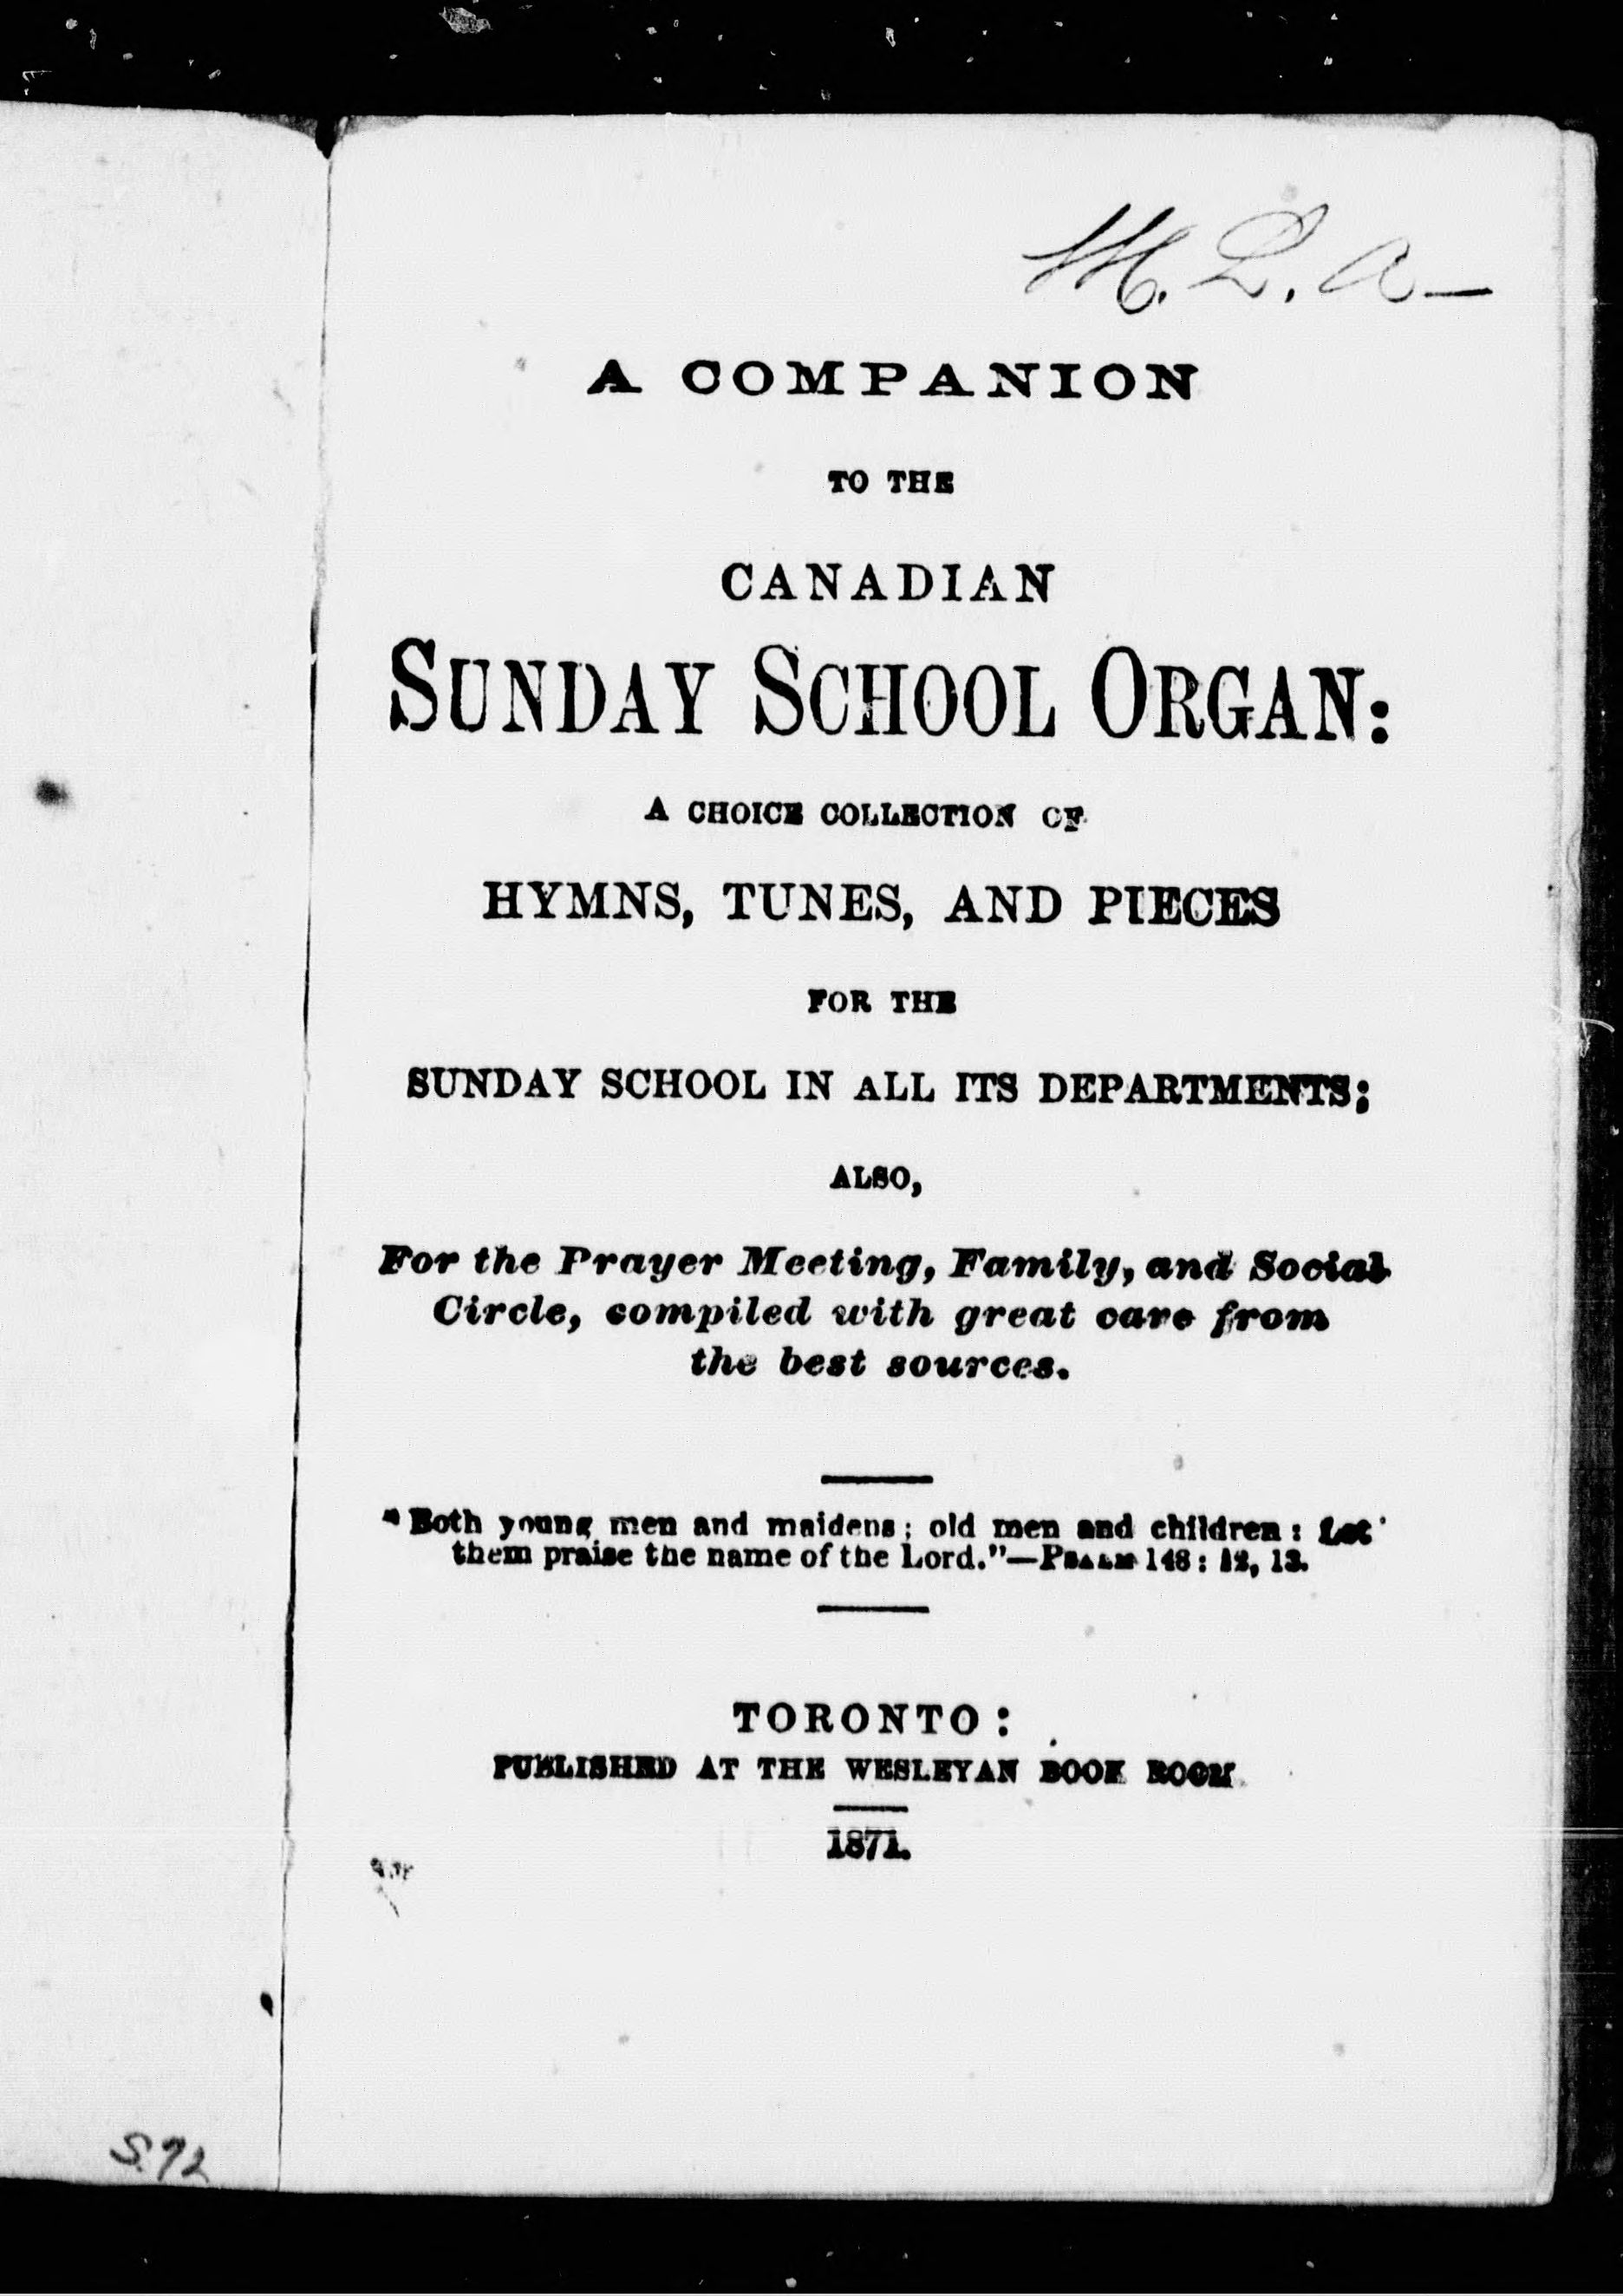 M. L. A—
A COMPANION
TO THE
CANADIAN
SUNDAY SCHOOL ORGAN:
A CHOICE COLLECTION OF
HYMNS, TUNES, AND PIECES
FOR THE
SUNDAY SCHOOL IN ALL ITS DEPARTMENTS;
ALSO,
For the Prayer Meeting, Family, and Social
Circle, compiled with great care from
the best sources.
"Both young men and maidens; old men and children: Let
them praise the name of the Lord."—PSALM 148: 12, 13.
TORONTO:
PUBLISHED AT THE WESLEYAN BOOK ROOM
1871.
S.92